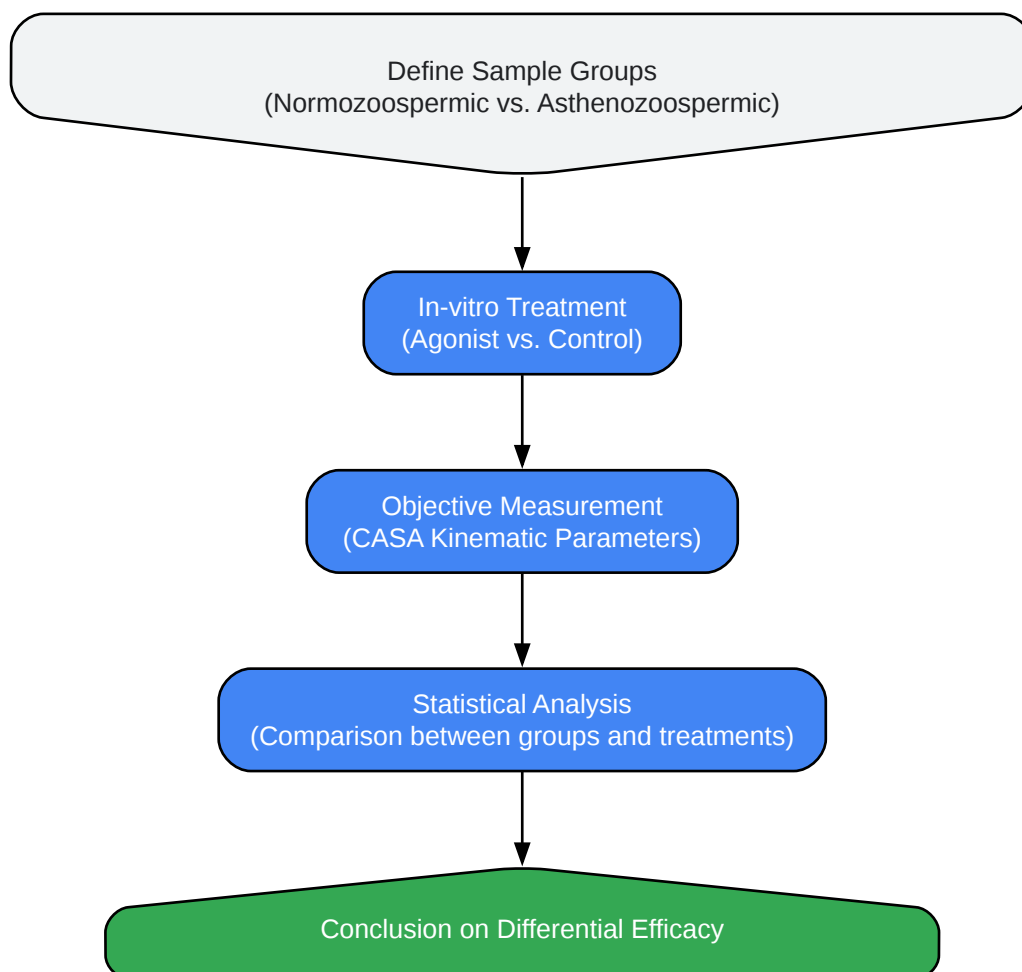 Define Sample Groups
(Normozoospermic vs. Asthenozoospermic)
In-vitro Treatment
(Agonist vs. Control)
Objective Measurement
(CASA Kinematic Parameters)
Statistical Analysis
(Comparison between groups and treatments)
Conclusion on Differential Efficacy